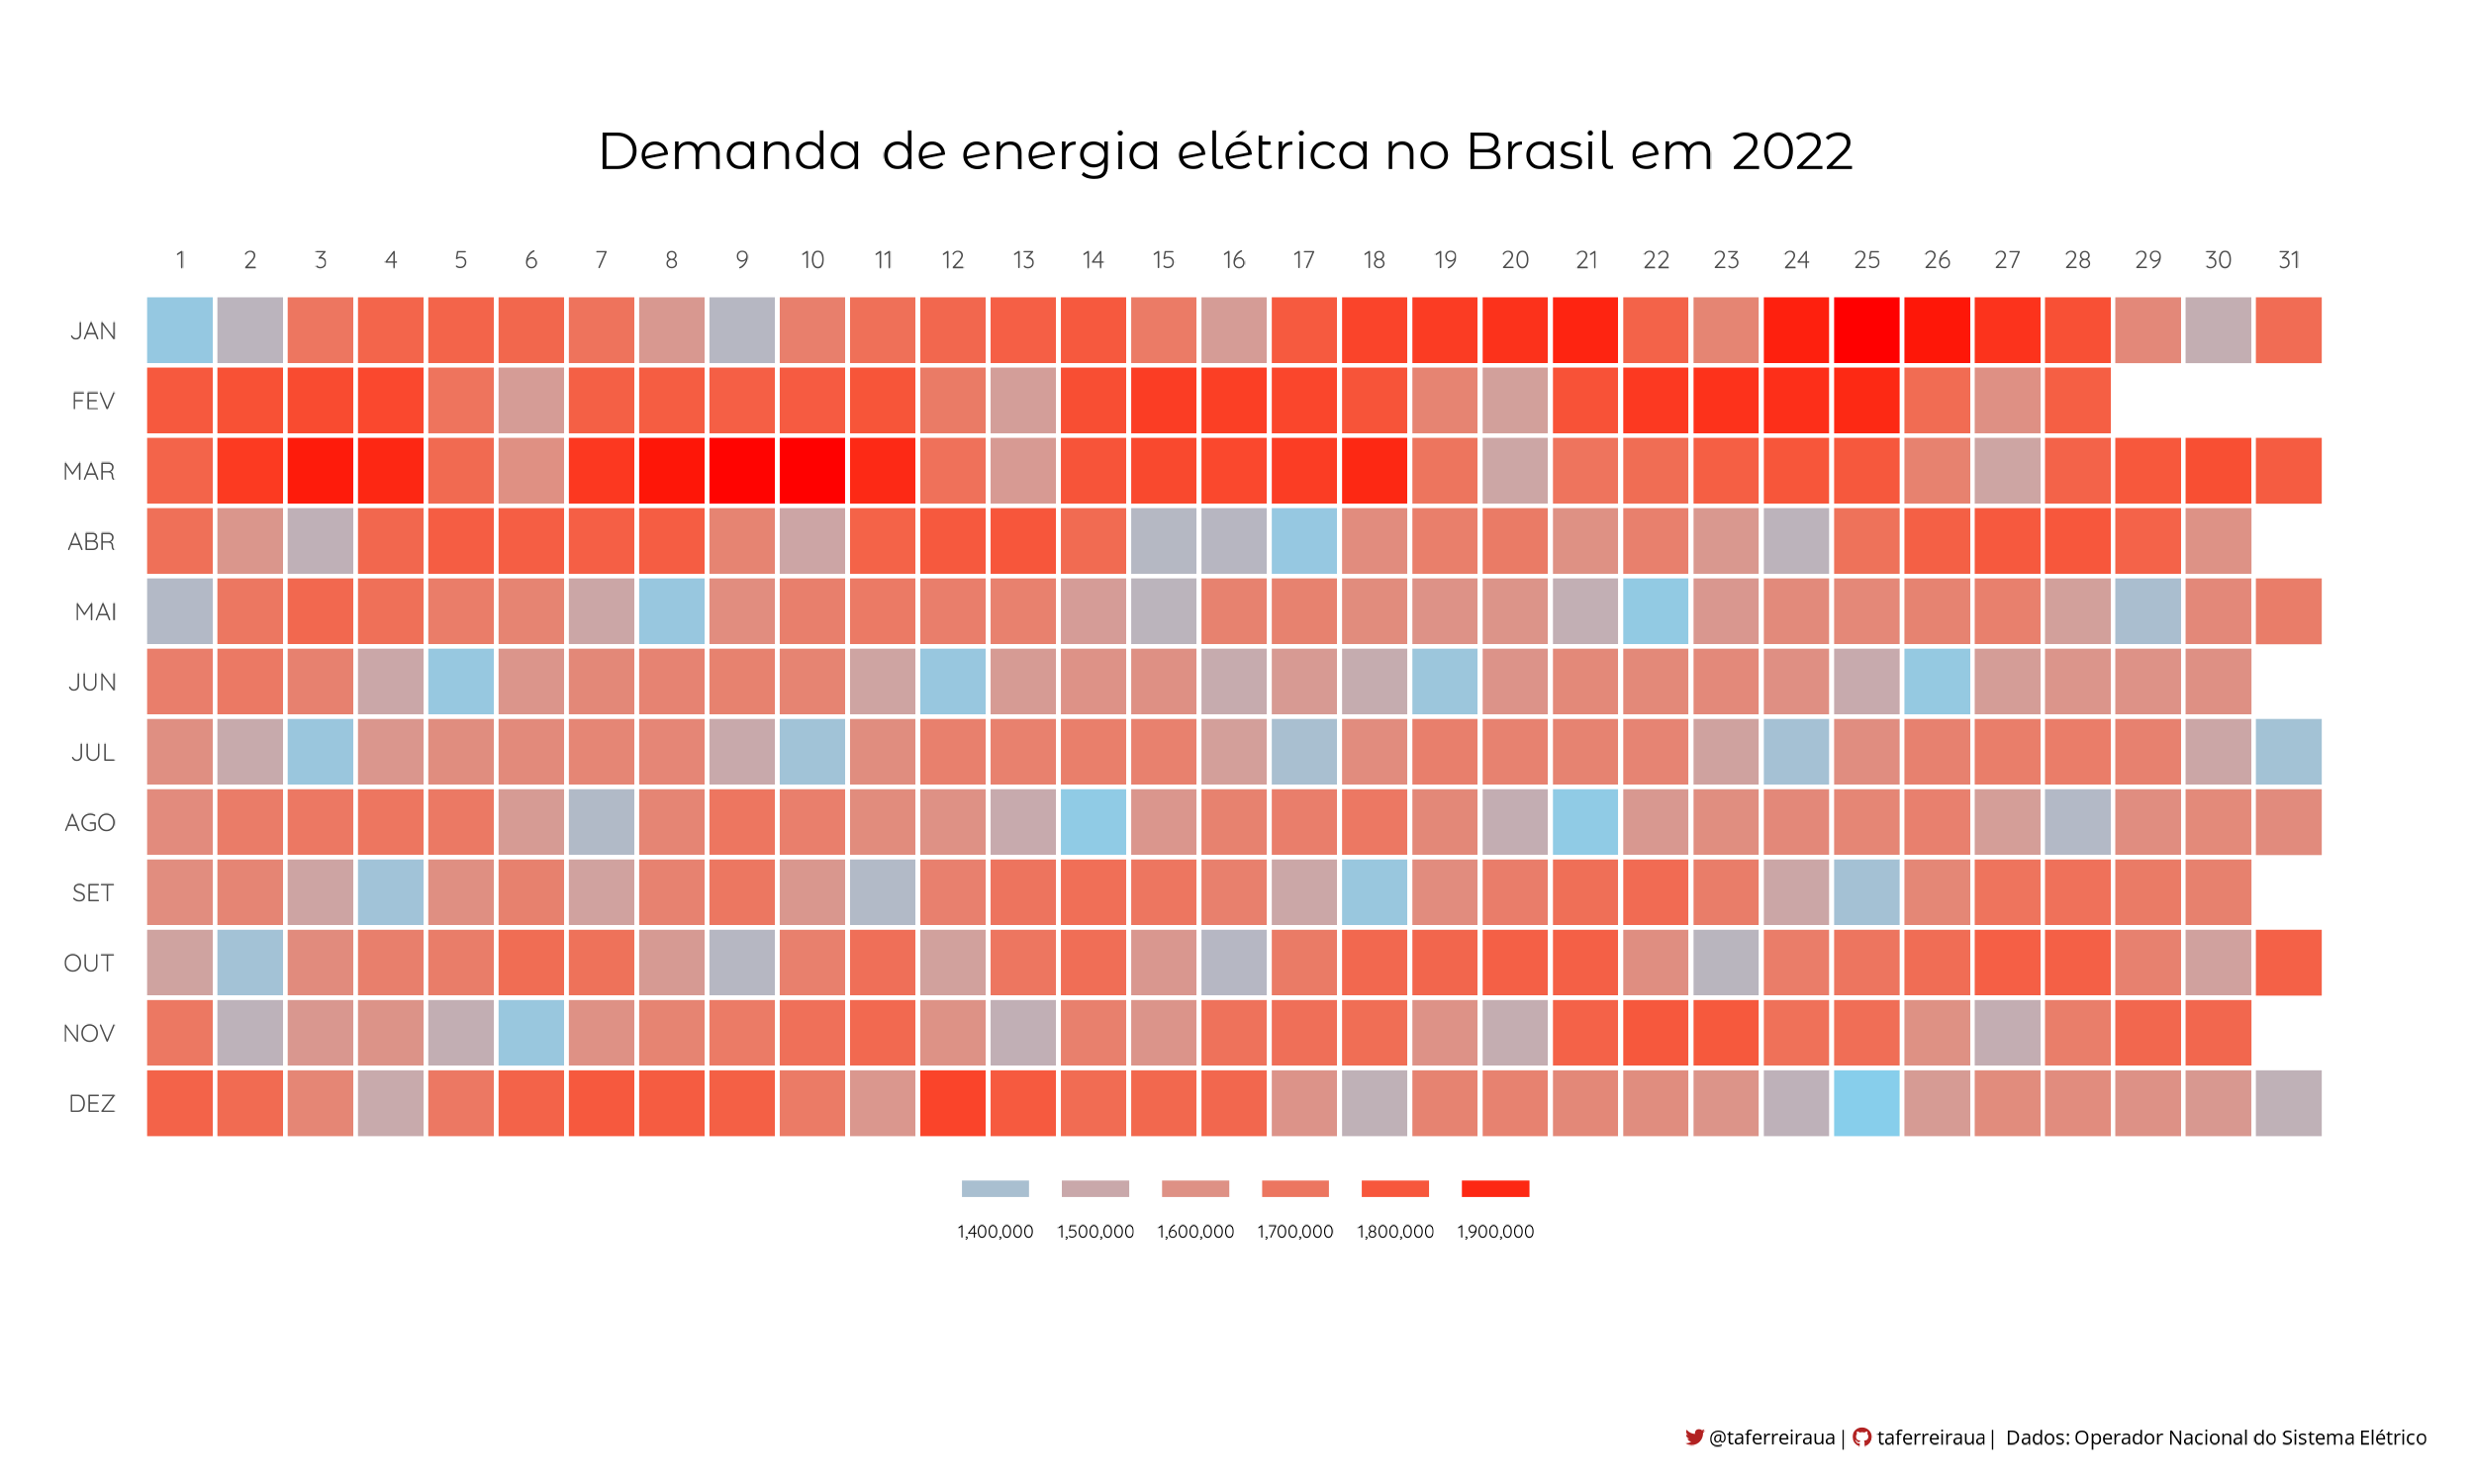 Demanda de energia elétrica no Brasil em 2022
1 2 3 4 5 6 7 8 9 10 11 12 13 14 15 16 17 18 19 20 21 22 23 24 25 26 27 28 29 30 31
JAN
FEV
MAR
ABR
MAI
JUN
JUL
AGO
SET
OUT
NOV
DEZ
1,400,000 1,500,000 1,600,000 1,700,000 1,800,000 1,900,000
@taferreiraua | taferreiraua | Dados: Operador Nacional do Sistema Elétrico